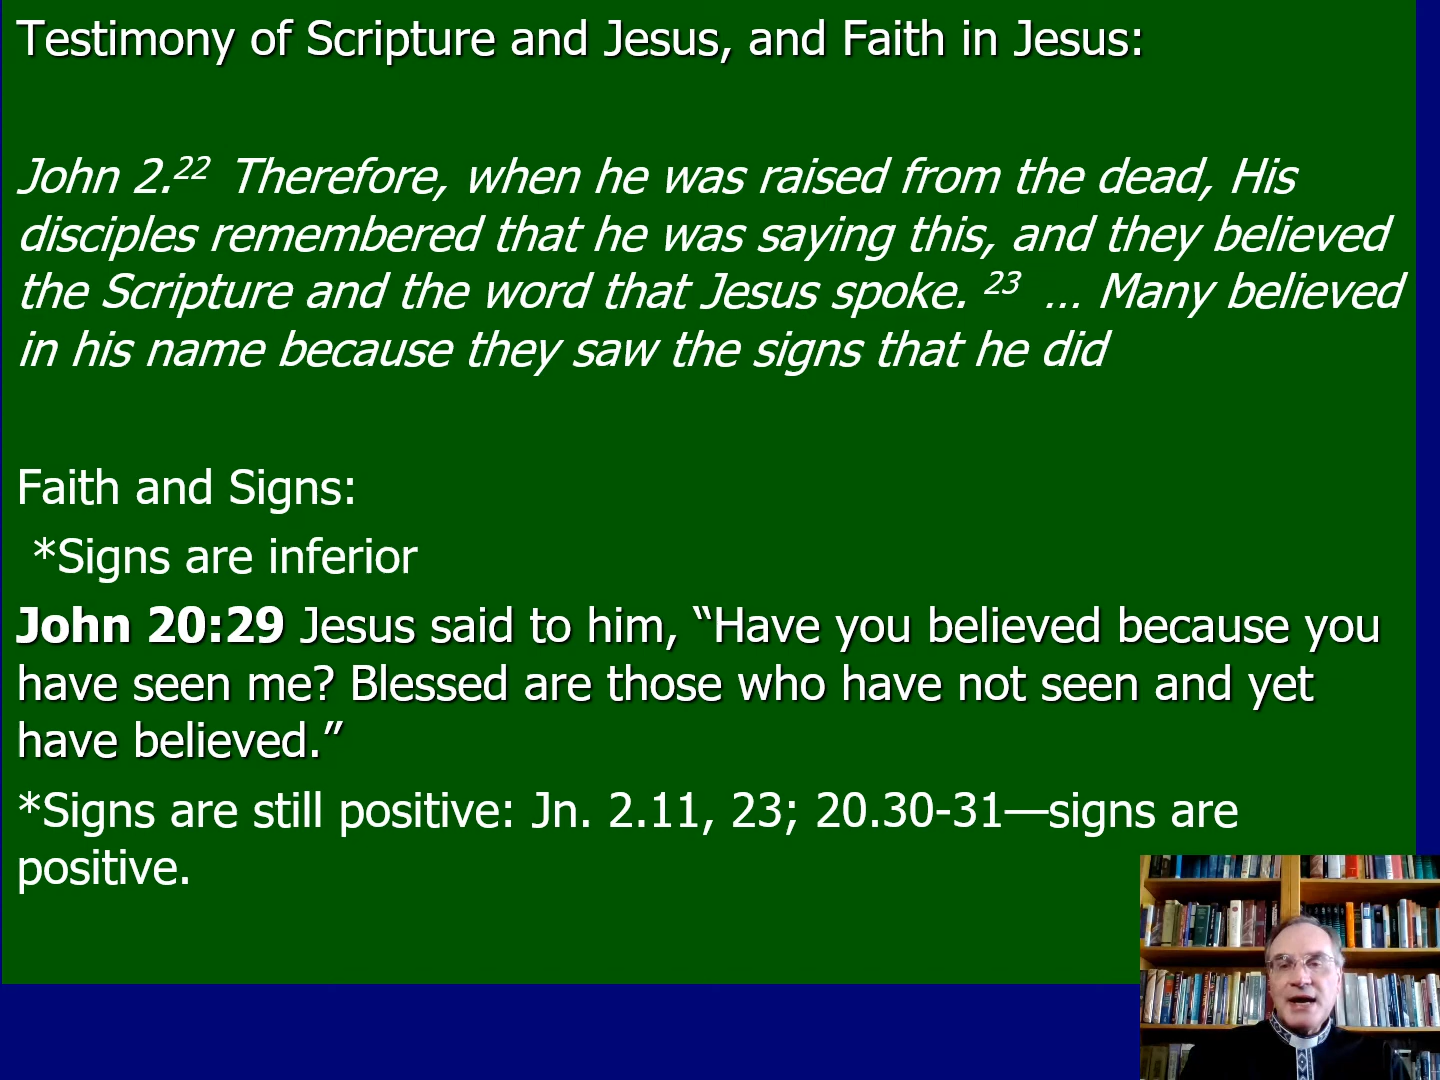 Testimony of Scripture and Jesus, and Faith in Jesus:
John 2.22 Therefore, when he was raised from the dead, His
disciples remembered that he was saying this, and they believed
the Scripture and the word that Jesus spoke. 23 … Many believed
in his name because they saw the signs that he did
Faith and Signs:
*Signs are inferior
John 20:29 Jesus said to him, “Have you believed because you
have seen me? Blessed are those who have not seen and yet
have believed.”
*Signs are still positive: Jn. 2.11, 23; 20.30-31—signs are
positive.